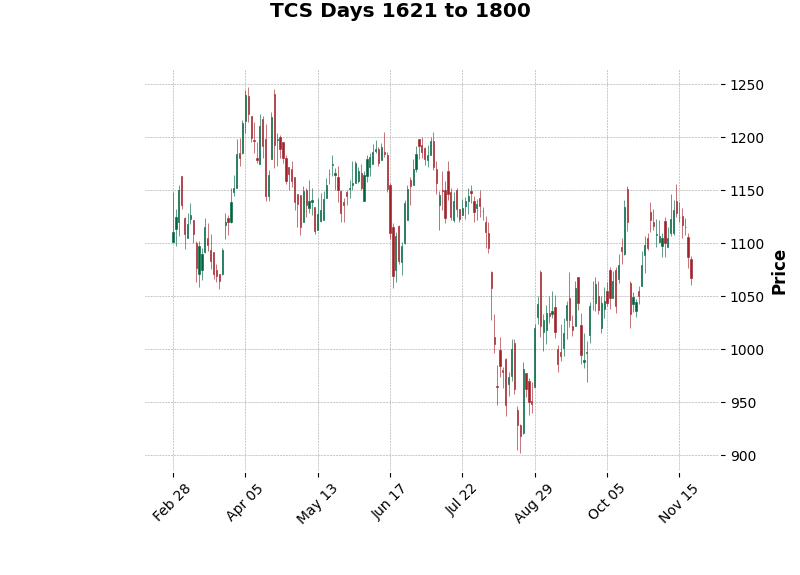 TCS Days 1621 to 1800
1250
1200
1150
1100
1050
1000
950
900
Price
Feb 28
Apr 05
May 13
Jun 17
Jul 22
Aug 29
Oct 05
Nov 15